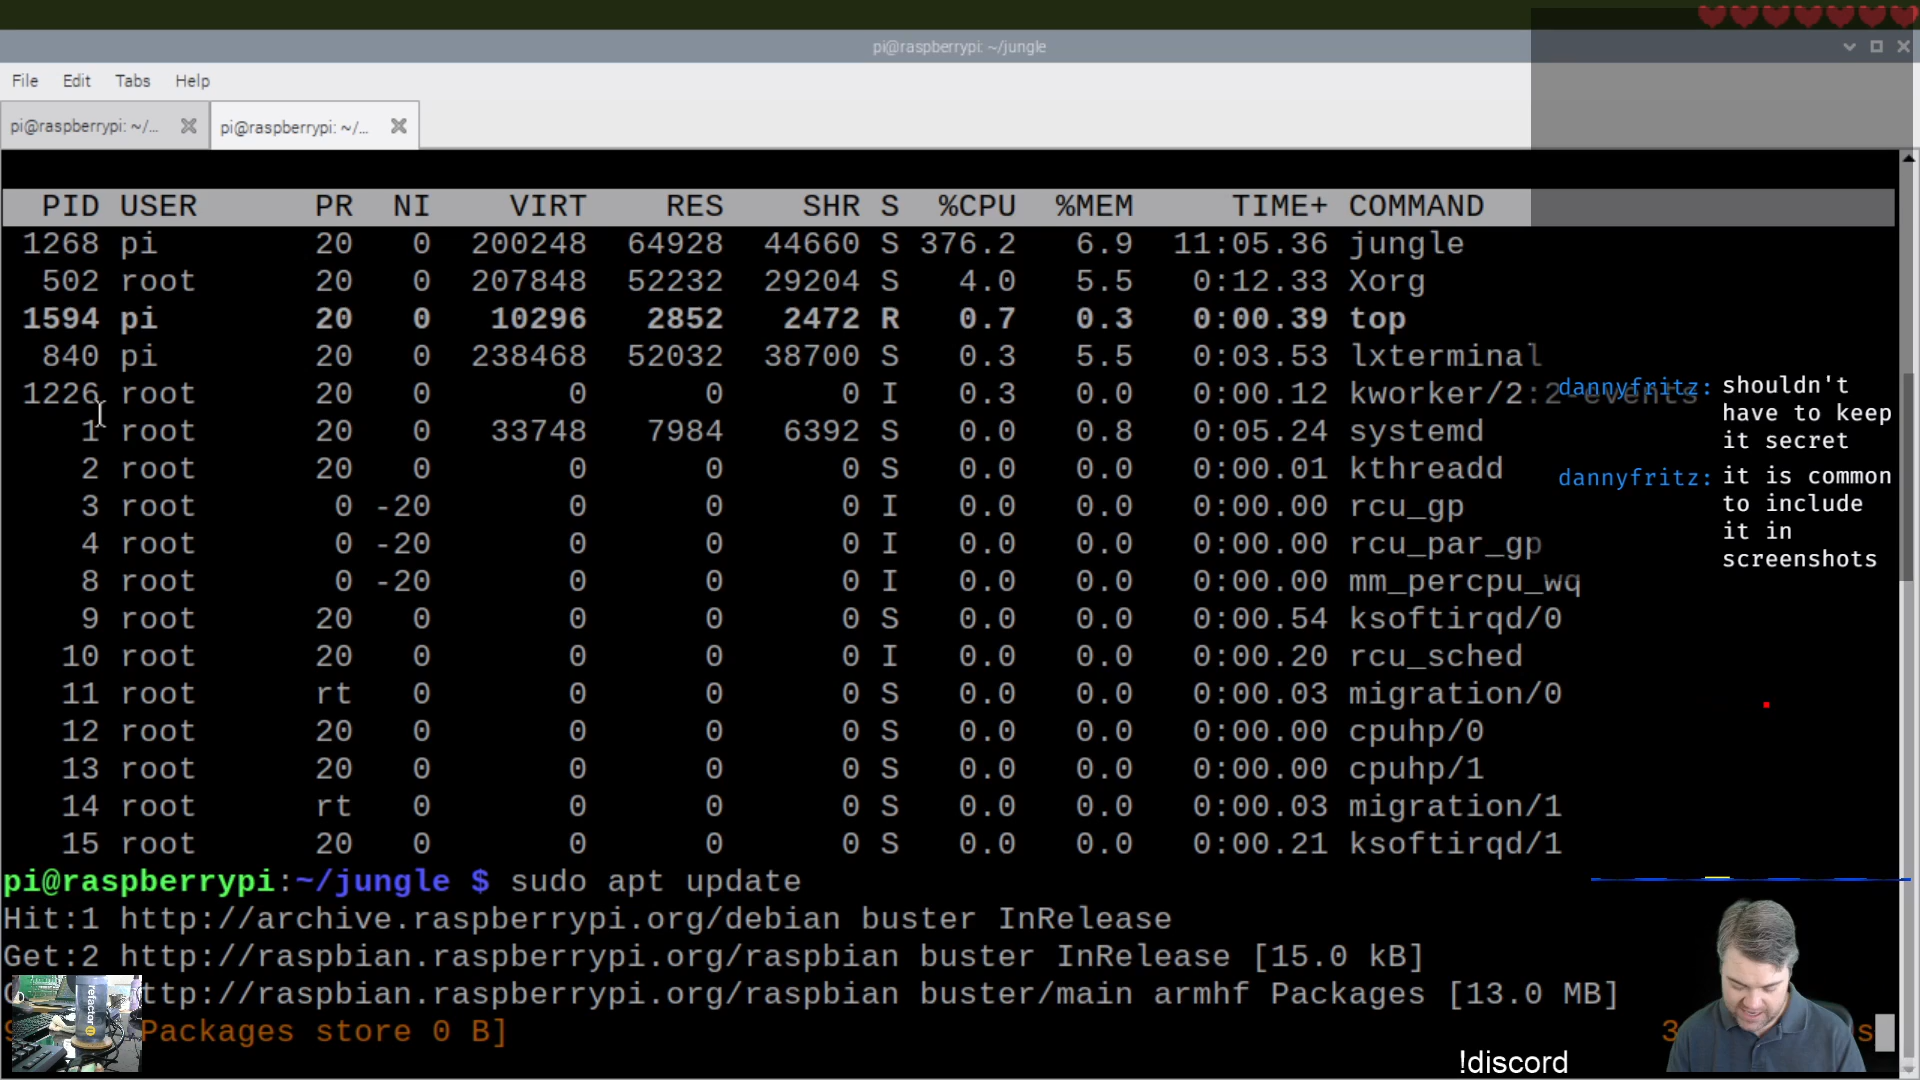 pi@raspberrypi: ~/jungle
File Edit Tabs Help
pi@raspberrypi: ~/... pi@raspberrypi: ~/...
PID USER PR NI VIRT RES SHR S %CPU %MEM TIME+ COMMAND
1268 pi 20 0 200248 64928 44660 S 376.2 6.9 11:05.36 jungle
502 root 20 0 207848 52232 29204 S 4.0 5.5 0:12.33 Xorg
1594 pi 20 0 10296 2852 2472 R 0.7 0.3 0:00.39 top
840 pi 20 0 238468 52032 38700 S 0.3 5.5 0:03.53 lxterminal
1226 root 20 0 0 0 0 I 0.3 0.0 0:00.12 kworker/2:2-events
1 root 20 0 33748 7984 6392 S 0.0 0.8 0:05.24 systemd
2 root 20 0 0 0 0 S 0.0 0.0 0:00.01 kthreadd
3 root 0 -20 0 0 0 I 0.0 0.0 0:00.00 rcu_gp
4 root 0 -20 0 0 0 I 0.0 0.0 0:00.00 rcu_par_gp
8 root 0 -20 0 0 0 I 0.0 0.0 0:00.00 mm_percpu_wq
9 root 20 0 0 0 0 S 0.0 0.0 0:00.54 ksoftirqd/0
10 root 20 0 0 0 0 I 0.0 0.0 0:00.20 rcu_sched
11 root rt 0 0 0 0 S 0.0 0.0 0:00.03 migration/0
12 root 20 0 0 0 0 S 0.0 0.0 0:00.00 cpuhp/0
13 root 20 0 0 0 0 S 0.0 0.0 0:00.00 cpuhp/1
14 root rt 0 0 0 0 S 0.0 0.0 0:00.03 migration/1
15 root 20 0 0 0 0 S 0.0 0.0 0:00.21 ksoftirqd/1
pi@raspberrypi:~/jungle $ sudo apt update
Hit:1 http://archive.raspberrypi.org/debian buster InRelease
Get:2 http://raspbian.raspberrypi.org/raspbian buster InRelease [15.0 kB]
ttp://raspbian.raspberrypi.org/raspbian buster/main armhf Packages [13.0 MB]
Packages store 0 B]
dannyfritz: shouldn't
have to keep
it secret
dannyfritz: it is common
to include
it in
screenshots
refactor
!discord